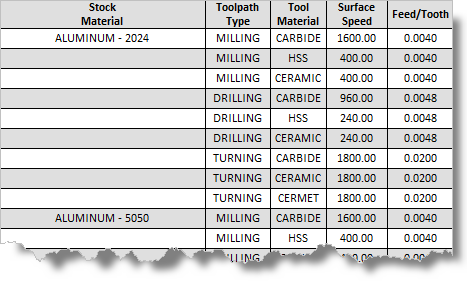 Stock Material Toolpath Type Tool Material Surface Speed Feed/Tooth
ALUMINUM - 2024 MILLING CARBIDE 1600.00 0.0040
MILLING HSS 400.00 0.0040
MILLING CERAMIC 400.00 0.0040
DRILLING CARBIDE 960.00 0.0048
DRILLING HSS 240.00 0.0048
DRILLING CERAMIC 240.00 0.0048
TURNING CARBIDE 1800.00 0.0200
TURNING CERAMIC 1800.00 0.0200
TURNING CERMET 1800.00 0.0200
ALUMINUM - 5050 MILLING CARBIDE 1600.00 0.0040
MILLING HSS 400.00 0.0040